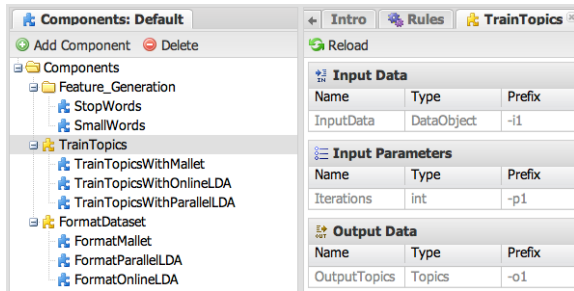 Components: Default
Add Component Delete
Components
Feature_Generation
StopWords
SmallWords
TrainTopics
TrainTopicsWithMallet
TrainTopicsWithOnlineLDA
TrainTopicsWithParallelLDA
FormatDataset
FormatMallet
FormatParallelLDA
FormatOnlineLDA
Intro Rules TrainTopics
Reload
IN Input Data
Name Type Prefix
InputData DataObject -i1
Input Parameters
Name Type Prefix
Iterations int -p1
OUT Output Data
Name Type Prefix
OutputTopics Topics -o1